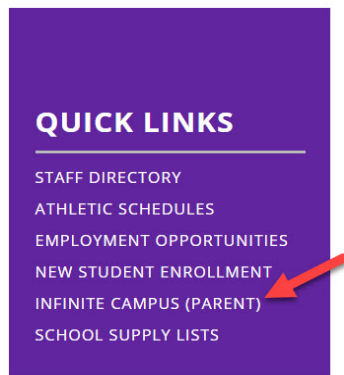 QUICK LINKS
STAFF DIRECTORY
ATHLETIC SCHEDULES
EMPLOYMENT OPPORTUNITIES
NEW STUDENT ENROLLMENT
INFINITE CAMPUS (PARENT)
SCHOOL SUPPLY LISTS